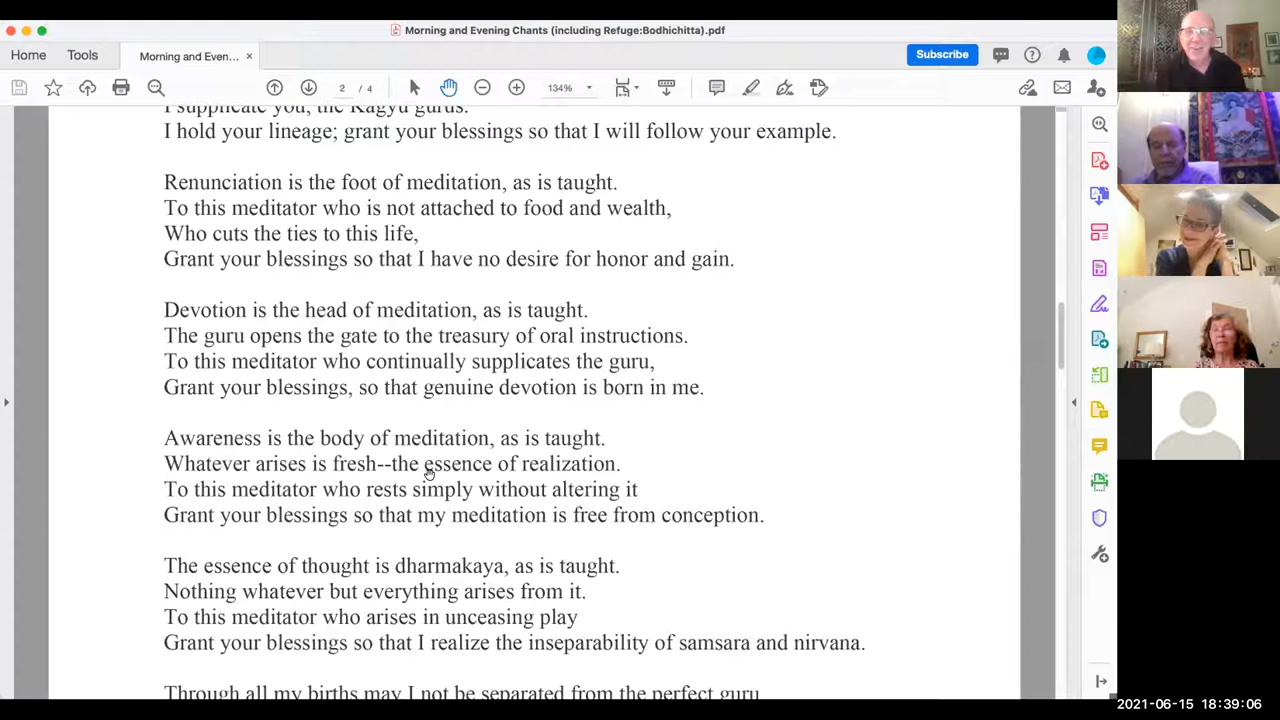 Morning and Evening Chants (including Refuge:Bodhichitta).pdf
Home Tools Morning and Even... × Subscribe
2 / 4 134%
I supplicate you, the Kagyu gurus.
I hold your lineage; grant your blessings so that I will follow your example.
Renunciation is the foot of meditation, as is taught.
To this meditator who is not attached to food and wealth,
Who cuts the ties to this life,
Grant your blessings so that I have no desire for honor and gain.
Devotion is the head of meditation, as is taught.
The guru opens the gate to the treasury of oral instructions.
To this meditator who continually supplicates the guru,
Grant your blessings, so that genuine devotion is born in me.
Awareness is the body of meditation, as is taught.
Whatever arises is fresh--the essence of realization.
To this meditator who rests simply without altering it
Grant your blessings so that my meditation is free from conception.
The essence of thought is dharmakaya, as is taught.
Nothing whatever but everything arises from it.
To this meditator who arises in unceasing play
Grant your blessings so that I realize the inseparability of samsara and nirvana.
Through all my births may I not be separated from the perfect guru
2021-06-15 18:39:06